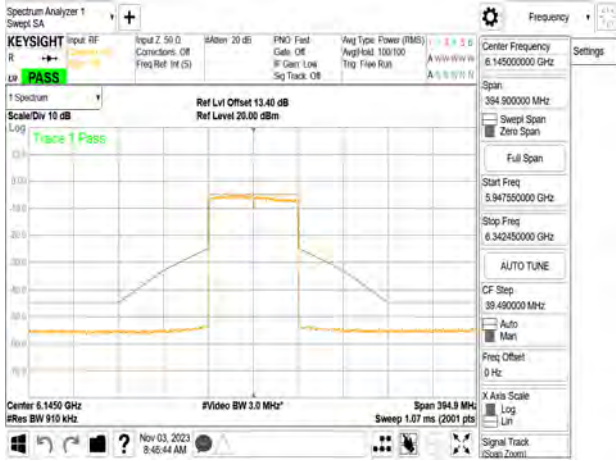 Spectrum Analyzer 1
Swept SA
+
Frequency
KEYSIGHT
Input: RF
Input Z: 50 Ω
#Atten: 20 dB
PNO: Fast
Avg Type: Power (RMS)
R
Corrections: Off
Gate: Off
Avg|Hold: 100/100
Freq Ref: Int (S)
IF Gain: Low
Trig: Free Run
Sig Track: Off
PASS
Center Frequency
6.145000000 GHz
Settings
Span
394.900000 MHz
Swept Span
Zero Span
Full Span
Start Freq
5.947550000 GHz
Stop Freq
6.342450000 GHz
AUTO TUNE
CF Step
39.490000 MHz
Auto
Man
Freq Offset
0 Hz
X Axis Scale
Log
Lin
Signal Track
(Span Zoom)
1 Spectrum
Scale/Div 10 dB
Ref Lvl Offset 13.40 dB
Ref Level 20.00 dBm
Log
Trace 1 Pass
Center 6.1450 GHz
#Video BW 3.0 MHz*
Span 394.9 MHz
#Res BW 910 kHz
Sweep 1.07 ms (2001 pts)
?
Nov 03, 2023
8:46:44 AM